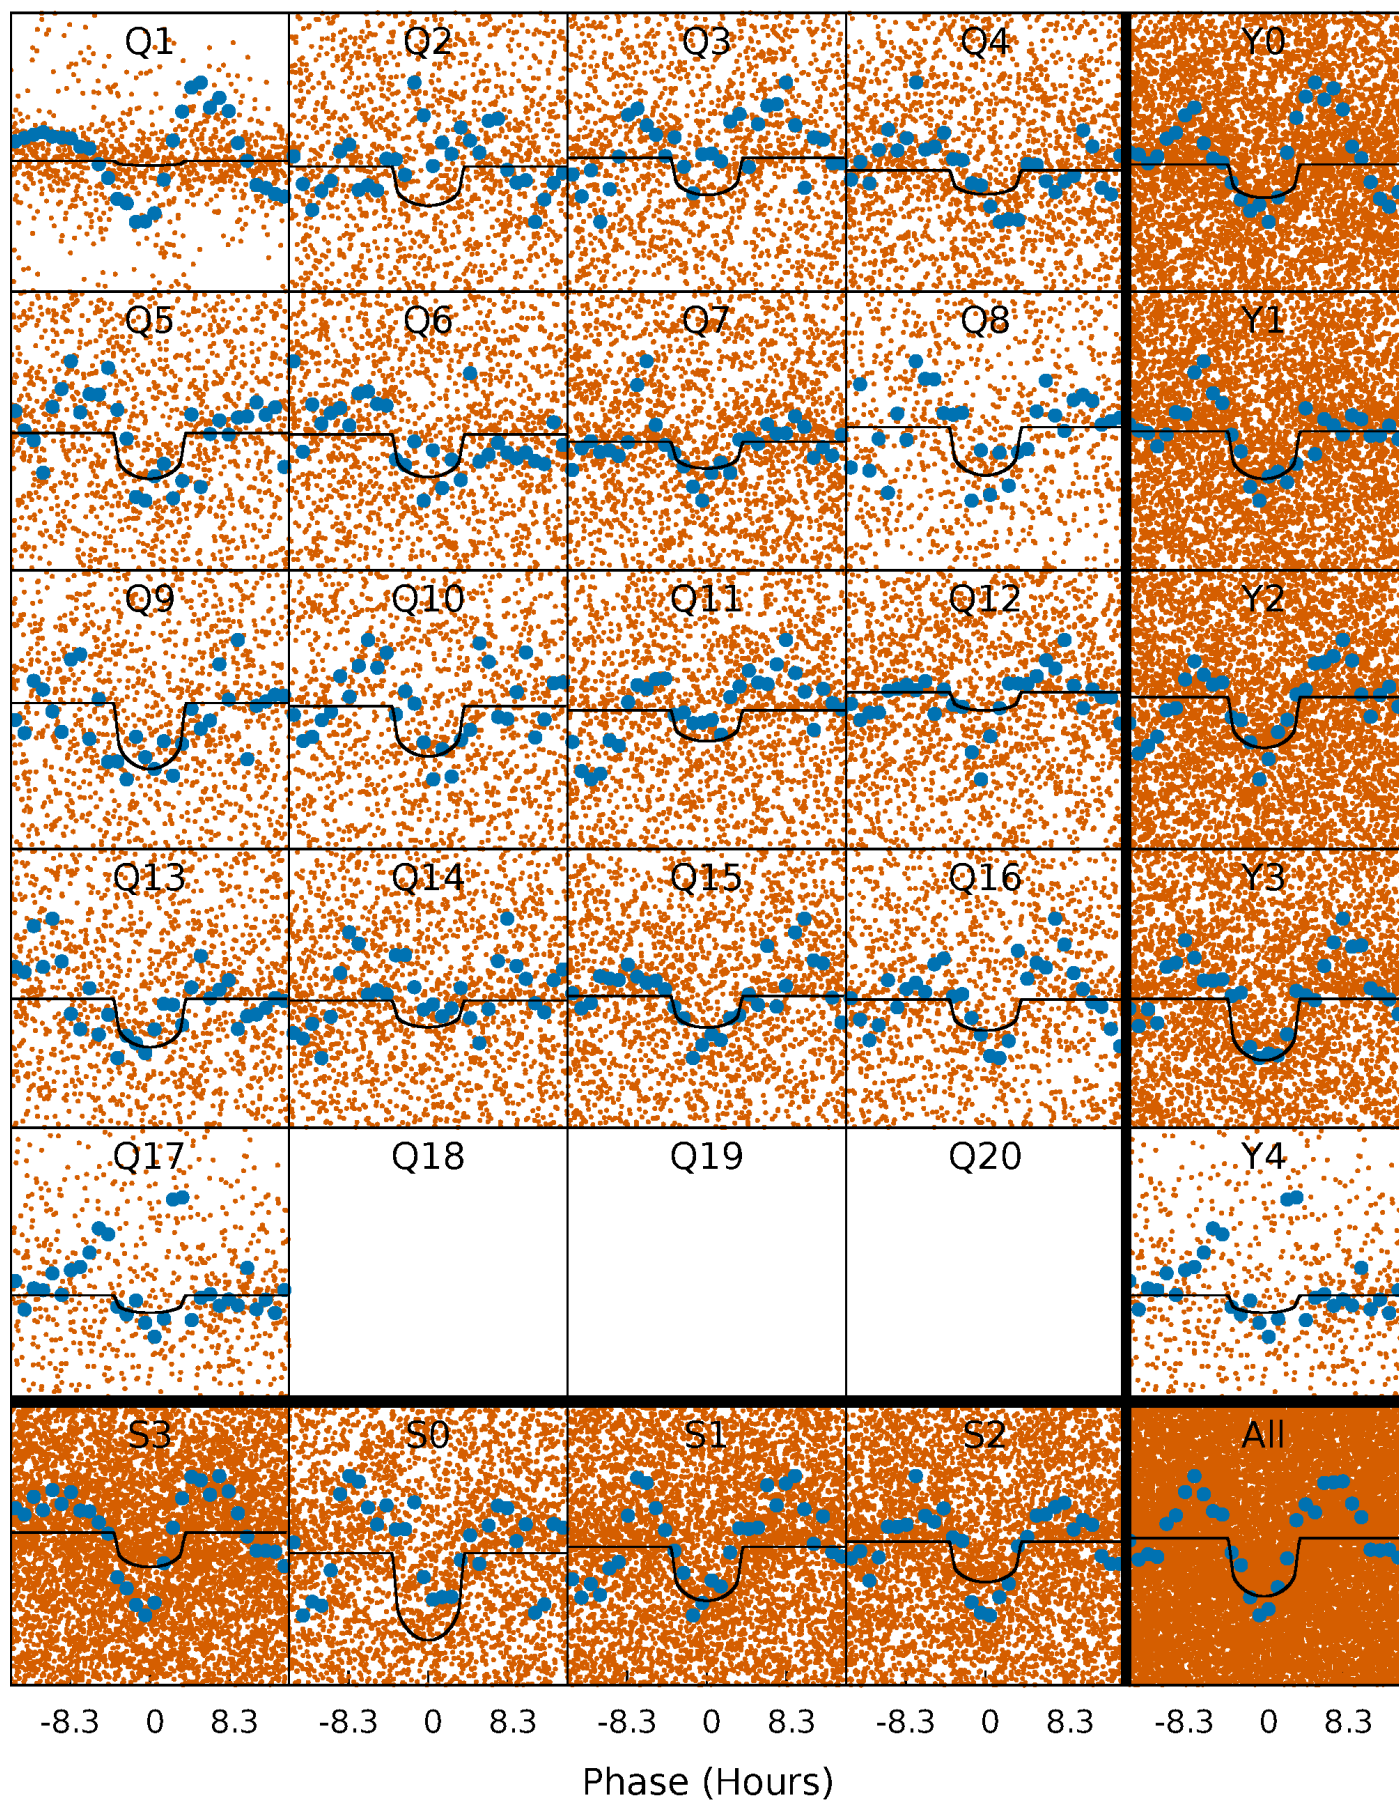 Q1 Q2 Q3 Q4 Y0
Q5 Q6 Q7 Q8 Y1
Q9 Q10 Q11 Q12 Y2
Q13 Q14 Q15 Q16 Y3
Q17 Q18 Q19 Q20 Y4
S3 S0 S1 S2 All
-8.3 0 8.3 -8.3 0 8.3 -8.3 0 8.3 -8.3 0 8.3 -8.3 0 8.3
Phase (Hours)